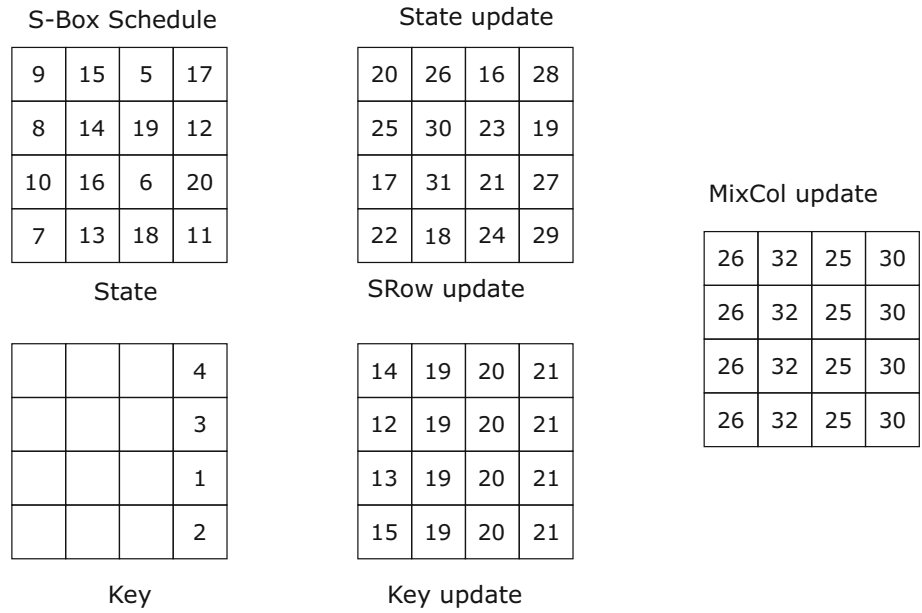 S-Box Schedule
State update
9 15 5 17
8 14 19 12
10 16 6 20
7 13 18 11
20 26 16 28
25 30 23 19
17 31 21 27
22 18 24 29
State
SRow update
MixCol update
26 32 25 30
26 32 25 30
26 32 25 30
26 32 25 30
4
3
1
2
14 19 20 21
12 19 20 21
13 19 20 21
15 19 20 21
Key
Key update